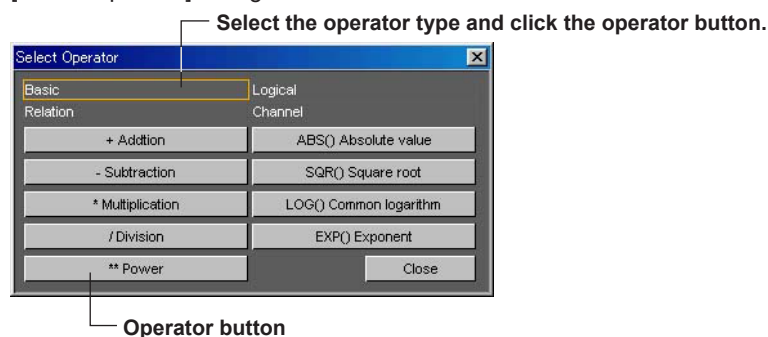 Select the operator type and click the operator button.
Select Operator
Basic Logical
Relation Channel
+ Addtion ABS() Absolute value
- Subtraction SQR() Square root
* Multiplication LOG() Common logarithm
/ Division EXP() Exponent
** Power Close
Operator button